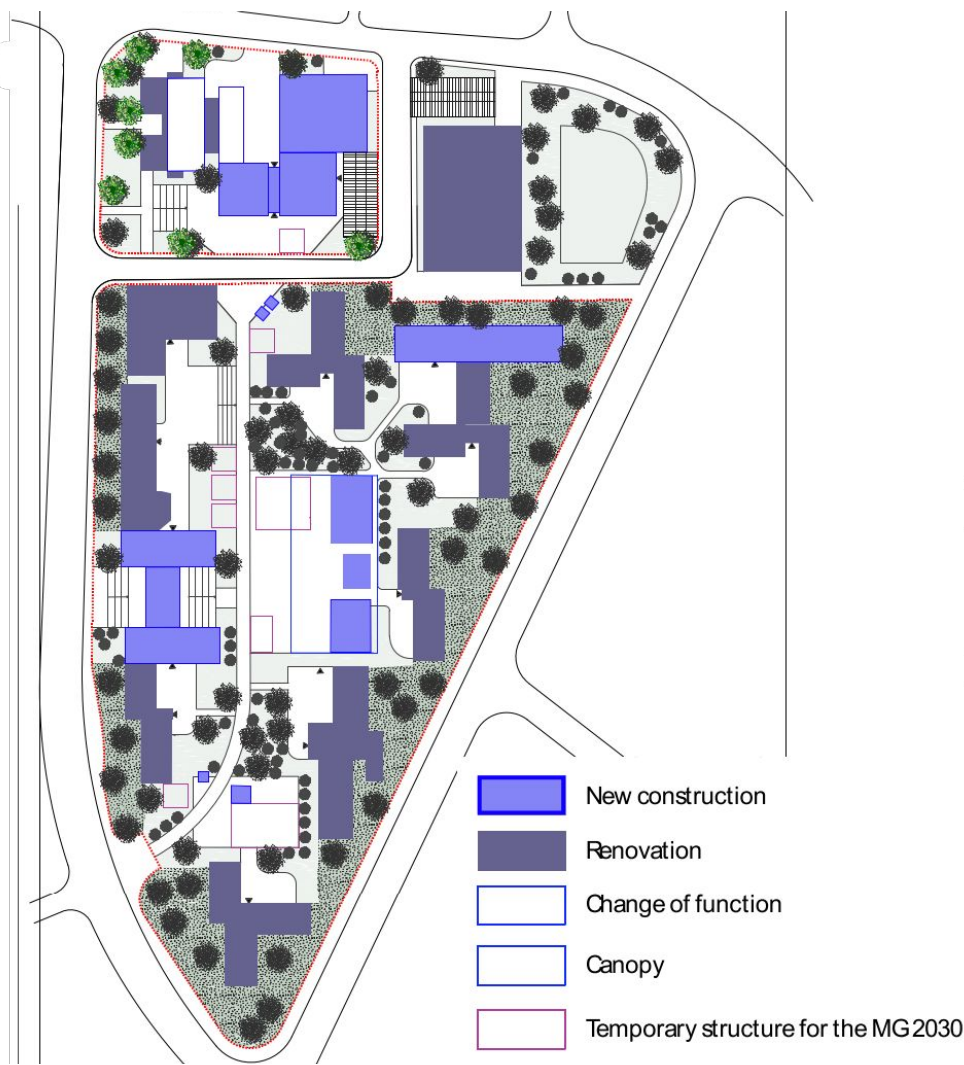 New construction
Renovation
Change of function
Canopy
Temporary structure for the MG 2030